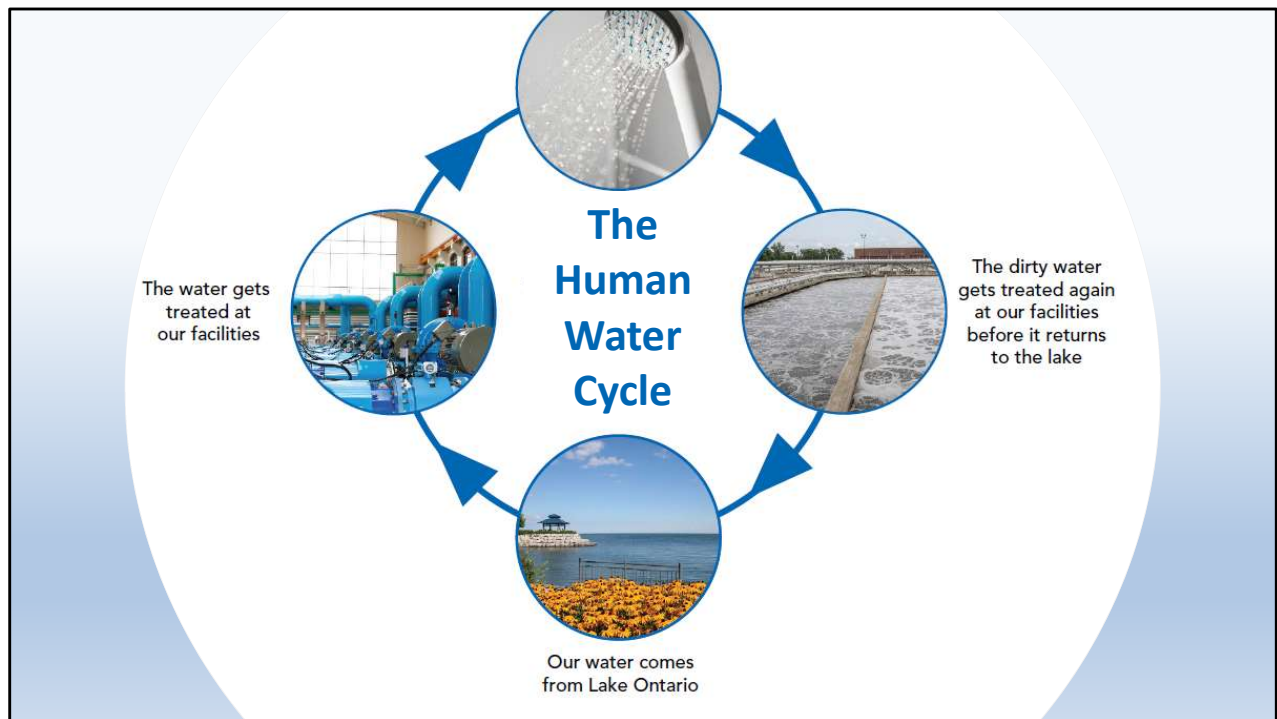 The
Human
Water
Cycle
The water gets
treated at
our facilities
The dirty water
gets treated again
at our facilities
before it returns
to the lake
Our water comes
from Lake Ontario